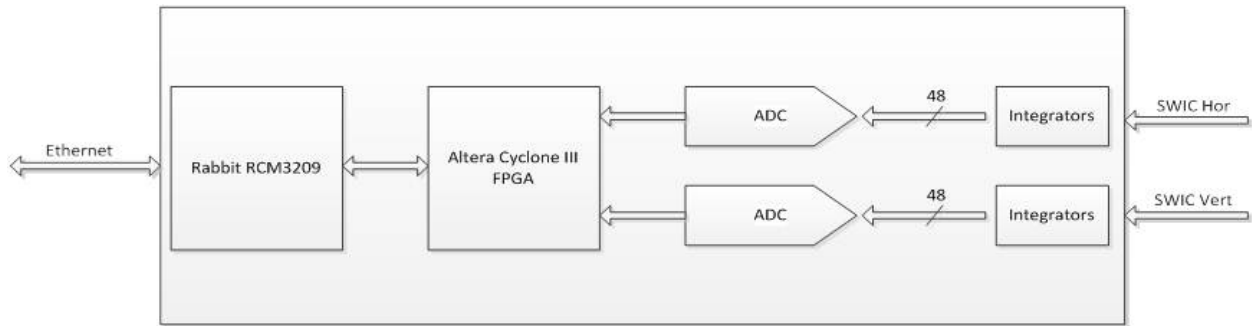 48
ADC
Integrators
SWIC Hor
Ethernet
Rabbit RCM3209
Altera Cyclone III
FPGA
48
ADC
Integrators
SWIC Vert